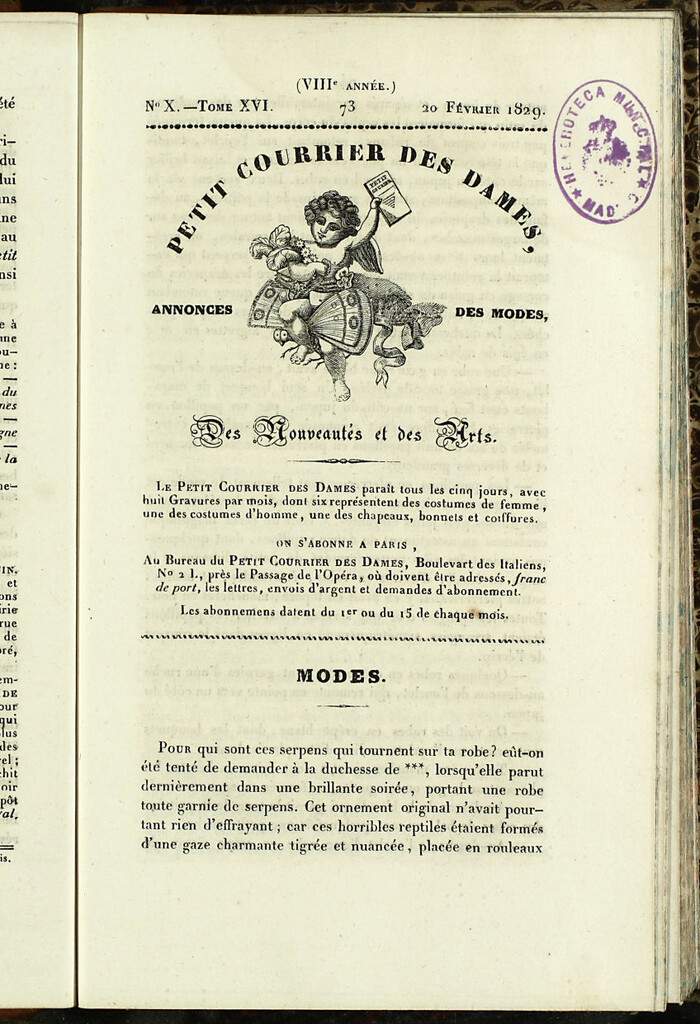 (VIIIe ANNÉE.)
No X. — TOME XVI. 73 20 FÉVRIER 1829.
PETIT COURRIER DES DAMES,
ANNONCES DES MODES,
Des Nouveautés et des Arts.
LE PETIT COURRIER DES DAMES paraît tous les cinq jours, avec
huit Gravures par mois, dont six représentent des costumes de femme,
une des costumes d'homme, une des chapeaux, bonnets et coiffures.
ON S'ABONNE A PARIS,
Au Bureau du PETIT COURRIER DES DAMES, Boulevart des Italiens,
No 2 L, près le Passage de l'Opéra, où doivent être adressés, franc
de port, les lettres, envois d'argent et demandes d'abonnement.
Les abonnemens datent du 1er ou du 15 de chaque mois.
MODES.
POUR qui sont ces serpens qui tournent sur ta robe? eût-on
été tenté de demander à la duchesse de ***, lorsqu'elle parut
dernièrement dans une brillante soirée, portant une robe
toute garnie de serpens. Cet ornement original n'avait pour-
tant rien d'effrayant; car ces horribles reptiles étaient formés
d'une gaze charmante tigrée et nuancée, placée en rouleaux
HEMEROTECA MUNICIPAL
MAD